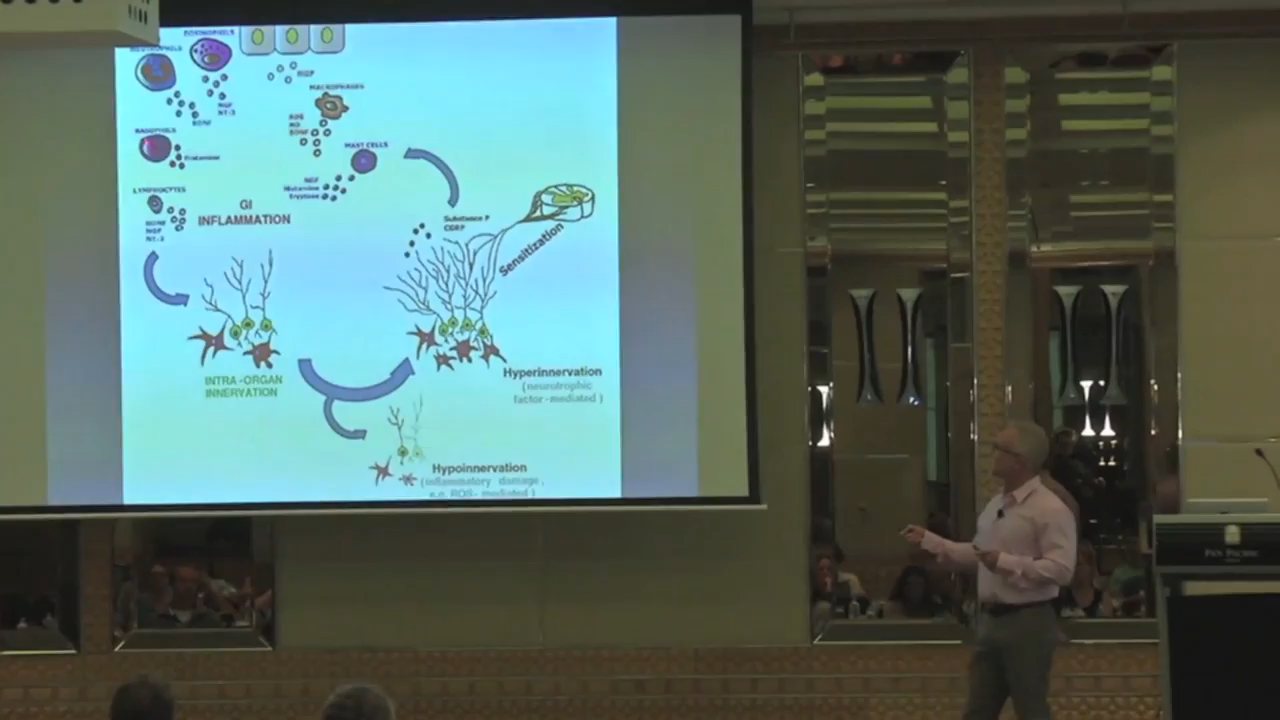 EOSINOPHILS
NEUTROPHILS
NGF
MACROPHAGES
NGF
NT-3
BDNF
ROS
NO
BDNF
BASOPHILS
Histamine
MAST CELLS
NGF
Histamine
Tryptase
LYMPHOCYTES
BDNF
NGF
NT-3
GI
INFLAMMATION
Substance P
CGRP
Sensitization
INTRA-ORGAN
INNERVATION
Hyperinnervation
(neurotrophic
factor-mediated)
Hypoinnervation
(inflammatory damage,
e.g. ROS- mediated)
PAN PACIFIC